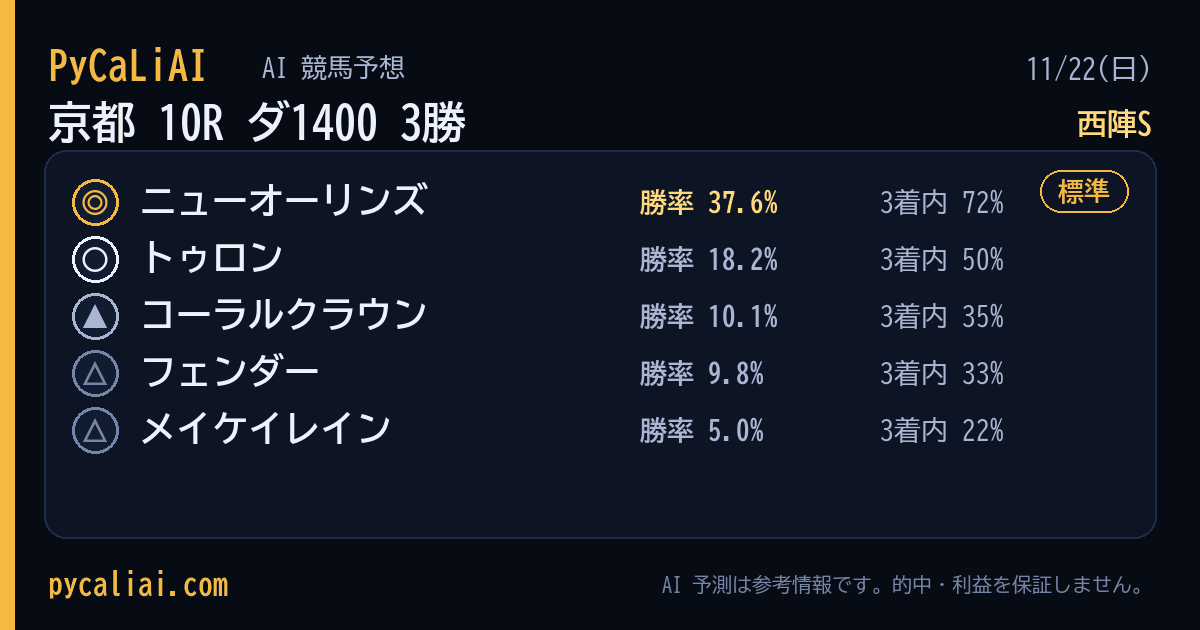 PyCaLiAI AI 競馬予想 11/22(日)
京都 10R ダ1400 3勝 西陣S
◎ ニューオーリンズ 勝率 37.6% 3着内 72% 標準
○ トゥロン 勝率 18.2% 3着内 50%
▲ コーラルクラウン 勝率 10.1% 3着内 35%
△ フェンダー 勝率 9.8% 3着内 33%
△ メイケイレイン 勝率 5.0% 3着内 22%
pycaliai.com AI 予測は参考情報です。的中・利益を保証しません。